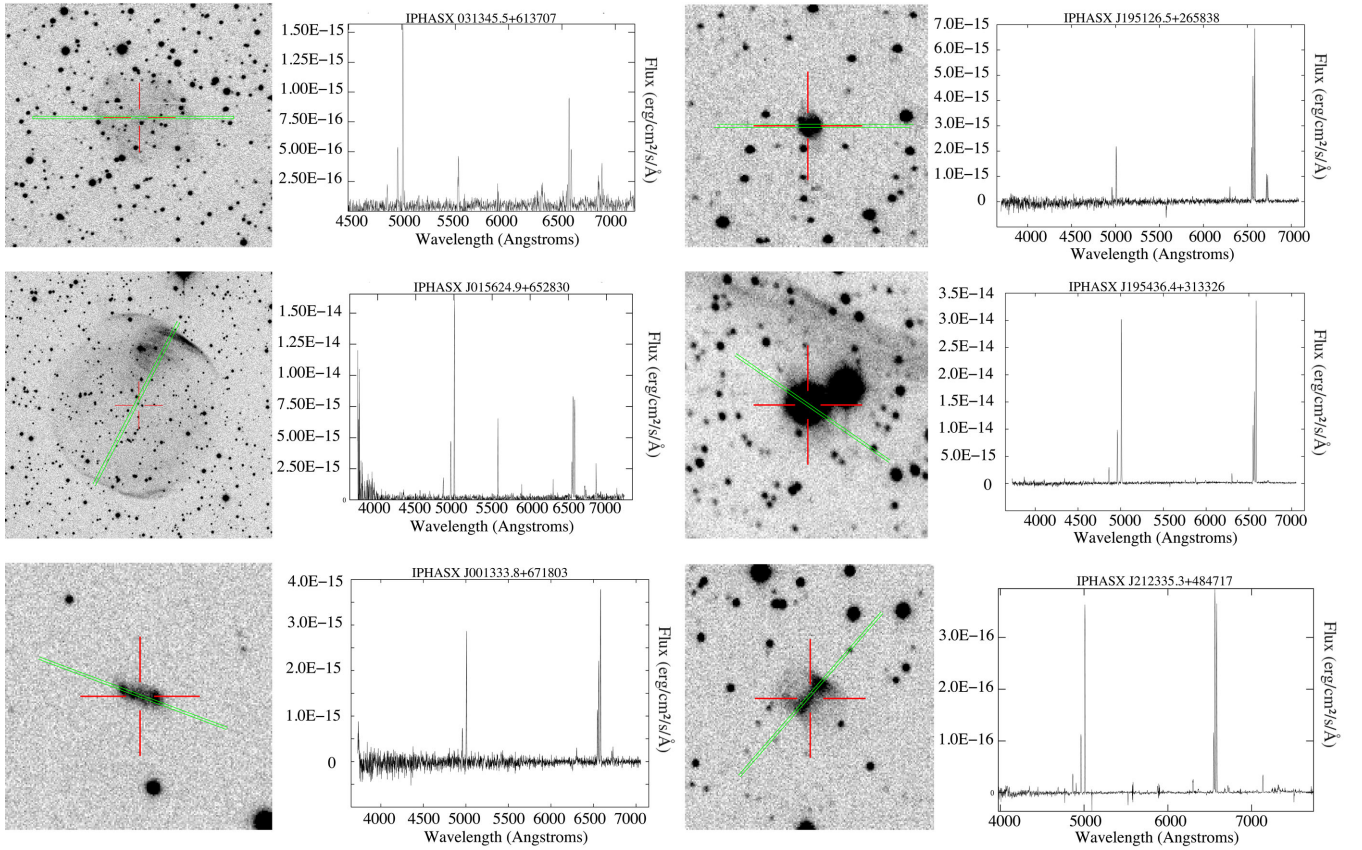 IPHASX 031345.5+613707
1.50E-15
1.25E-15
1.00E-15
7.50E-16
5.00E-16
2.50E-16
4500 5000 5500 6000 6500 7000
Wavelength (Angstroms)
Flux (erg/cm²/s/Å)
IPHASX J195126.5+265838
7.0E-15
6.0E-15
5.0E-15
4.0E-15
3.0E-15
2.0E-15
1.0E-15
0
4000 4500 5000 5500 6000 6500 7000
Wavelength (Angstroms)
Flux (erg/cm²/s/Å)
IPHASX J015624.9+652830
1.50E-14
1.25E-14
1.00E-14
7.50E-15
5.00E-15
2.50E-15
0
4000 4500 5000 5500 6000 6500 7000
Wavelength (Angstroms)
Flux (erg/cm²/s/Å)
IPHASX J195436.4+313326
3.5E-14
3.0E-14
2.5E-14
2.0E-14
1.5E-14
1.0E-14
5.0E-15
0
4000 4500 5000 5500 6000 6500 7000
Wavelength (Angstroms)
Flux (erg/cm²/s/Å)
IPHASX J001333.8+671803
4.0E-15
3.0E-15
2.0E-15
1.0E-15
0
4000 4500 5000 5500 6000 6500 7000
Wavelength (Angstroms)
Flux (erg/cm²/s/Å)
IPHASX J212335.3+484717
3.0E-16
2.0E-16
1.0E-16
0
4000 5000 6000 7000
Wavelength (Angstroms)
Flux (erg/cm²/s/Å)